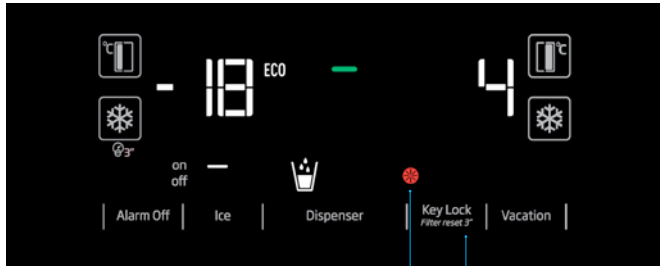 °C
°C
-18 ECO
4
3"
on
off
Alarm Off
Ice
Dispenser
Key Lock
Filter reset 3"
Vacation